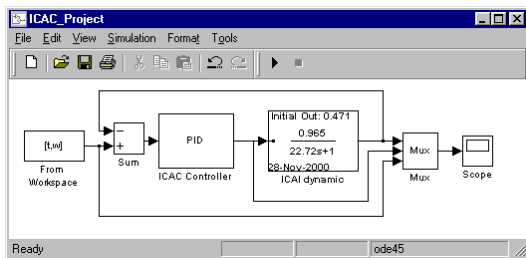 ICAC_Project
File Edit View Simulation Format Tools
[t,w]
From
Workspace
−
+
Sum
PID
ICAC Controller
Initial Out: 0.471
0.965
22.72s+1
28-Nov-2000
ICAI dynamic
Mux
Mux
Scope
Ready
ode45